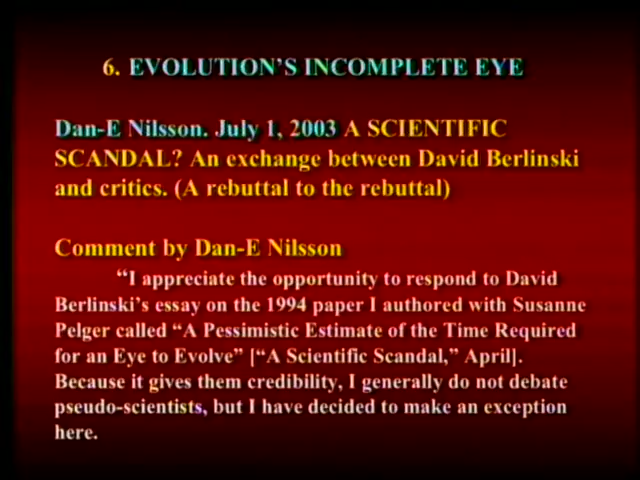 6. EVOLUTION'S INCOMPLETE EYE
Dan-E Nilsson. July 1, 2003 A SCIENTIFIC
SCANDAL? An exchange between David Berlinski
and critics. (A rebuttal to the rebuttal)
Comment by Dan-E Nilsson
“I appreciate the opportunity to respond to David
Berlinski's essay on the 1994 paper I authored with Susanne
Pelger called “A Pessimistic Estimate of the Time Required
for an Eye to Evolve” [“A Scientific Scandal,” April].
Because it gives them credibility, I generally do not debate
pseudo-scientists, but I have decided to make an exception
here.